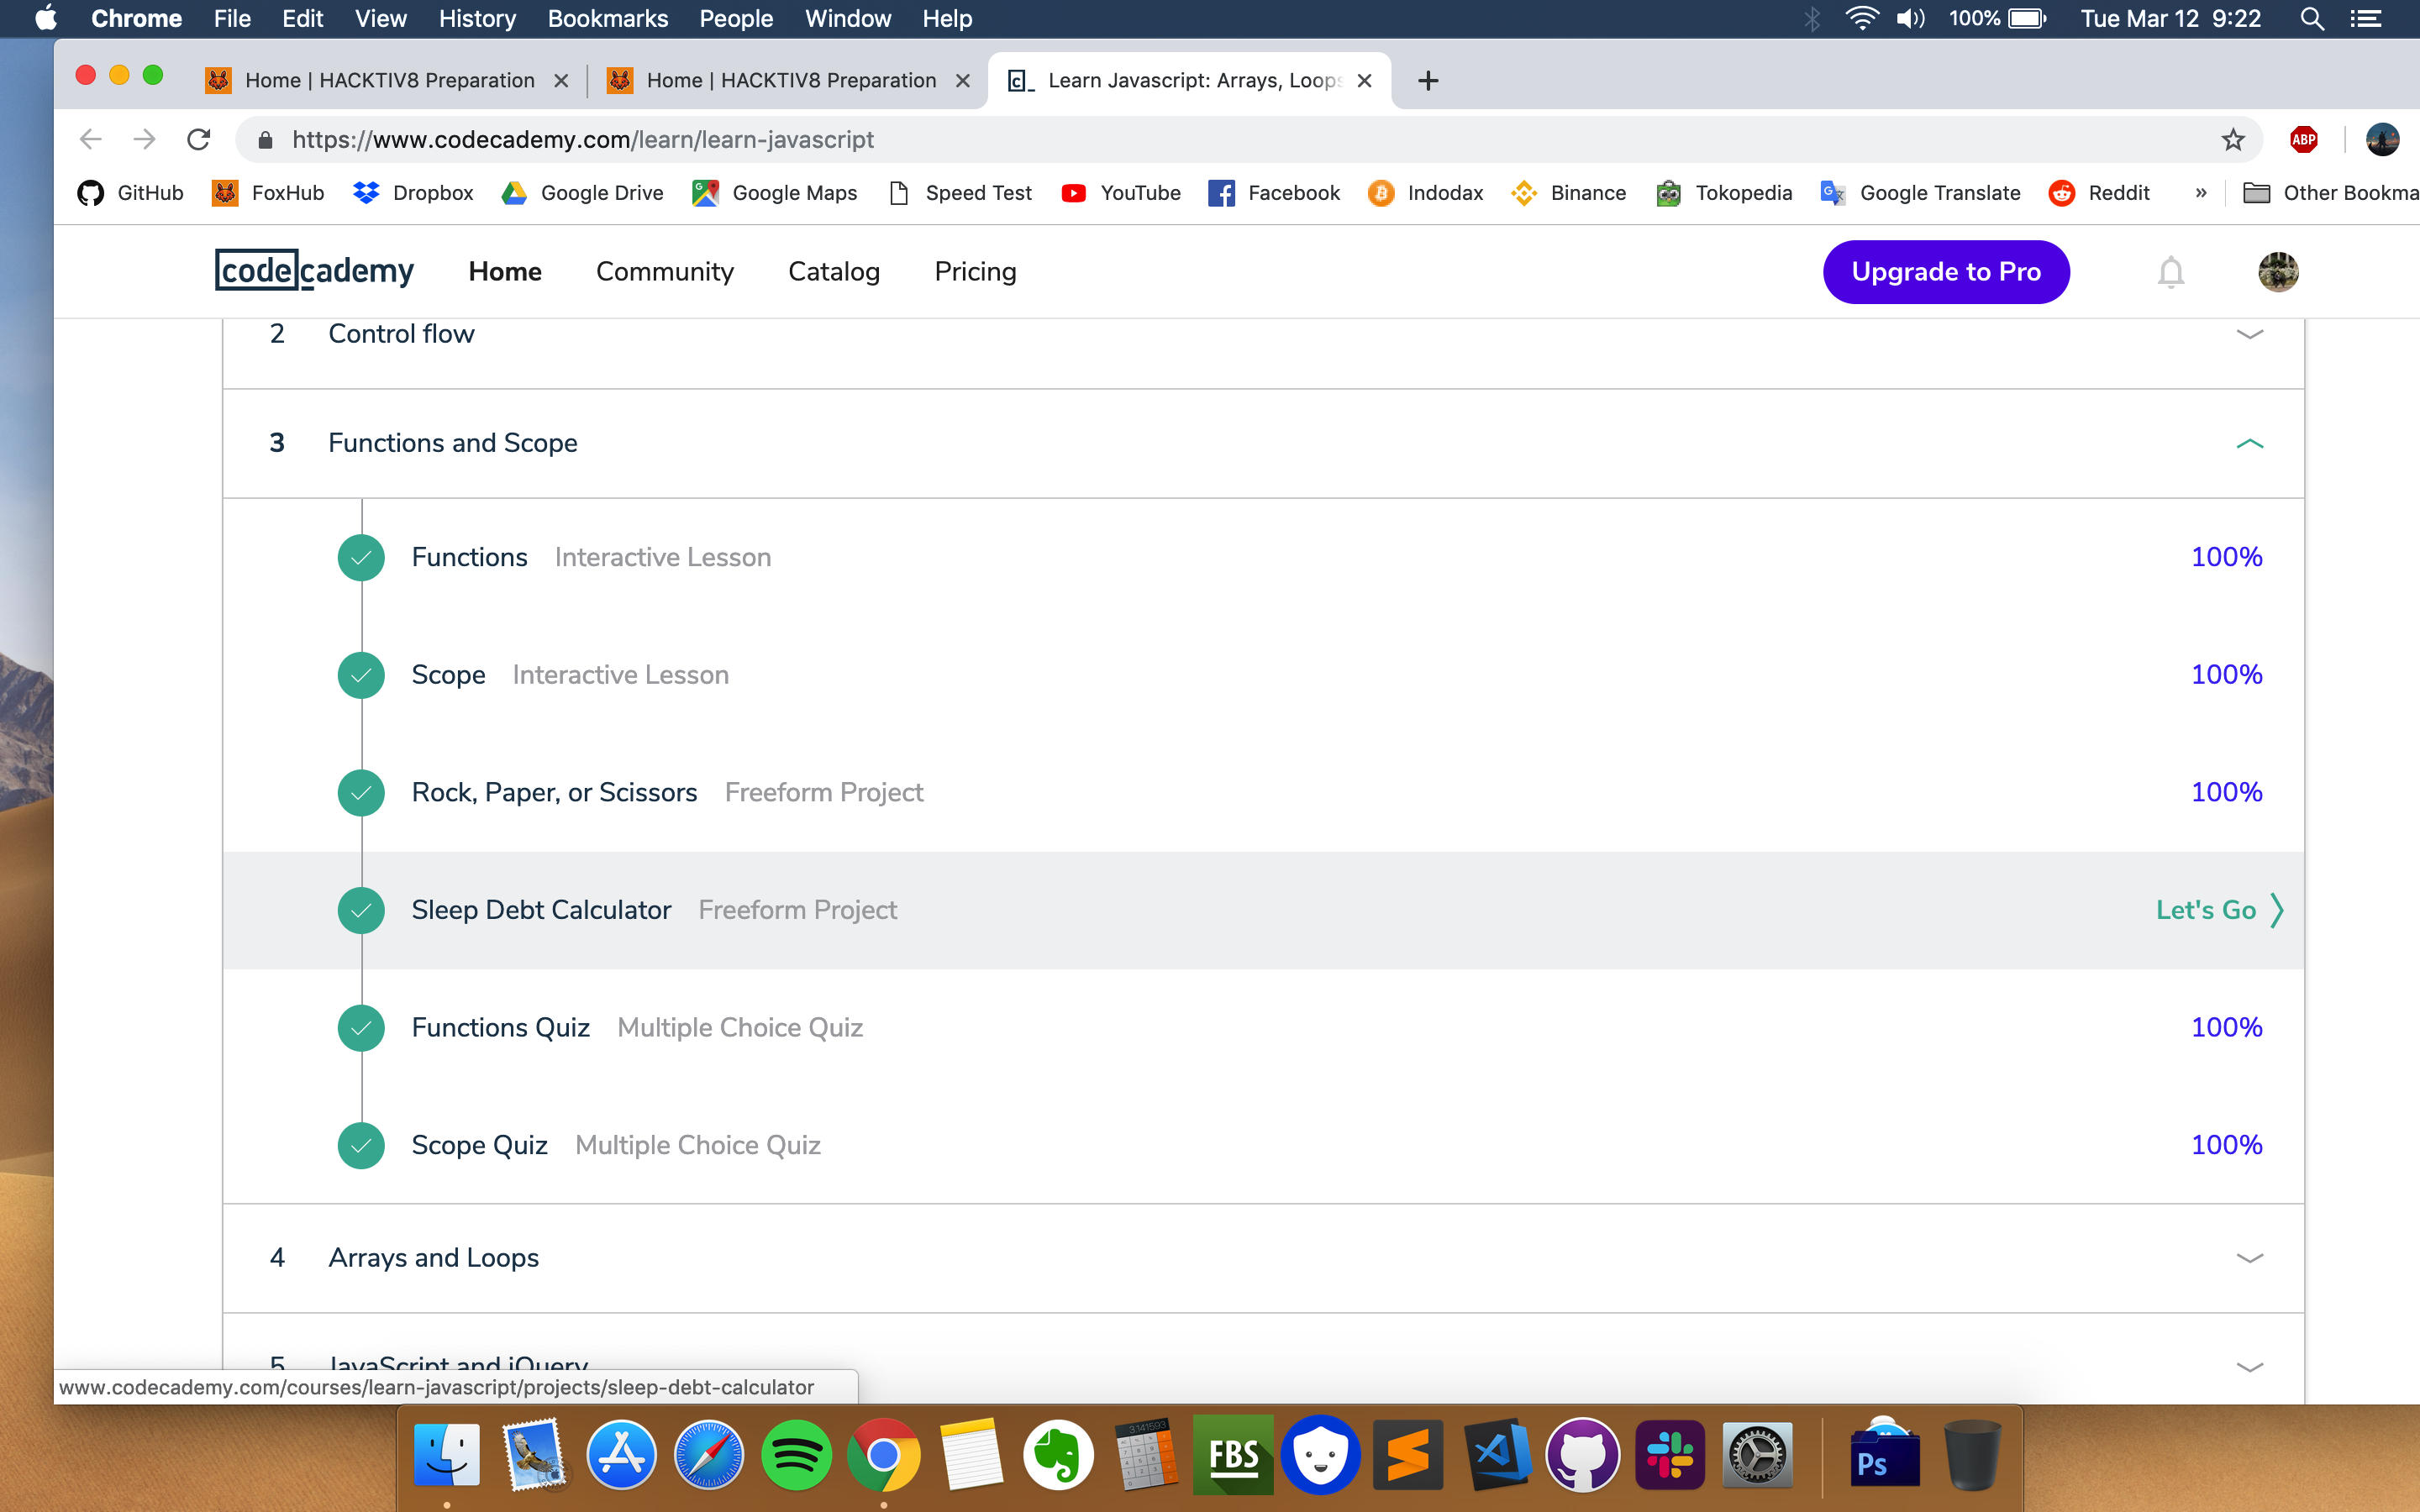 Chrome File Edit View History Bookmarks People Window Help 100% Tue Mar 12 9:22
Home | HACKTIV8 Preparation Home | HACKTIV8 Preparation c_ Learn Javascript: Arrays, Loops
https://www.codecademy.com/learn/learn-javascript ABP
GitHub FoxHub Dropbox Google Drive Google Maps Speed Test YouTube Facebook Indodax Binance Tokopedia Google Translate Reddit » Other Bookma
codecademy Home Community Catalog Pricing Upgrade to Pro
2 Control flow
3 Functions and Scope
Functions Interactive Lesson 100%
Scope Interactive Lesson 100%
Rock, Paper, or Scissors Freeform Project 100%
Sleep Debt Calculator Freeform Project Let's Go
Functions Quiz Multiple Choice Quiz 100%
Scope Quiz Multiple Choice Quiz 100%
4 Arrays and Loops
5 JavaScript and jQuery
www.codecademy.com/courses/learn-javascript/projects/sleep-debt-calculator
3.141593
FBS
Ps